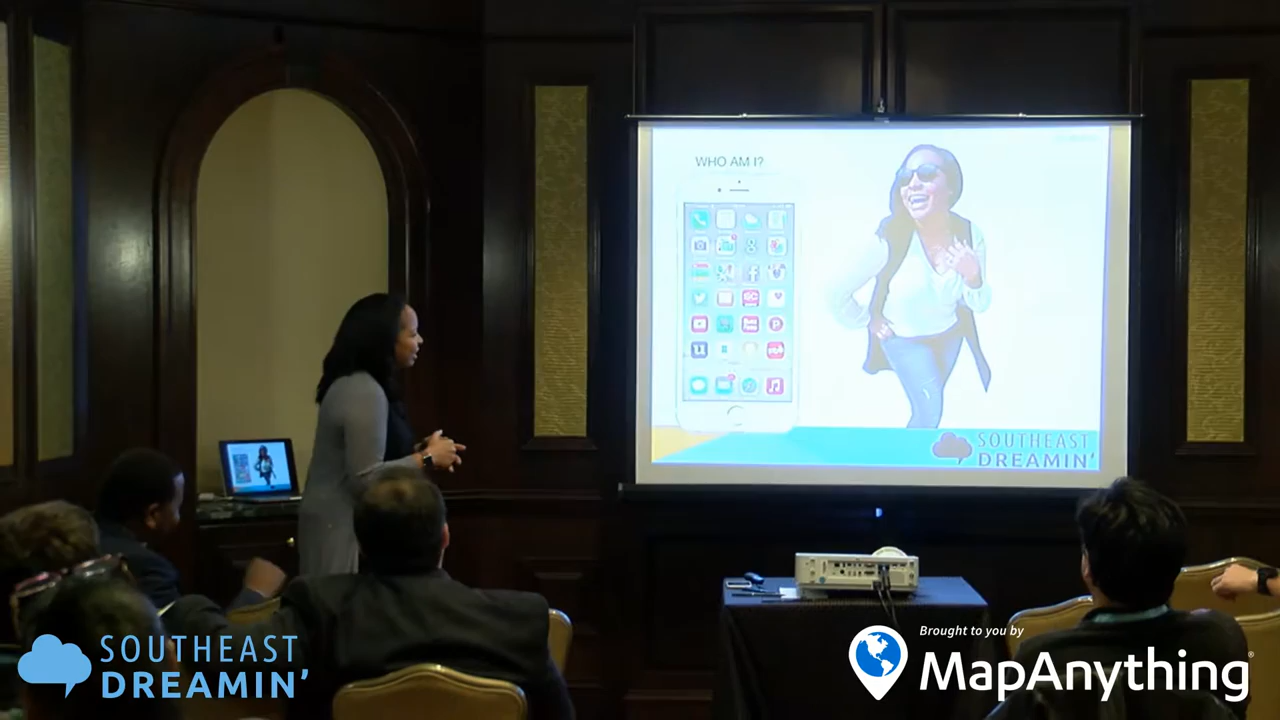 WHO AM I?
SOUTHEAST
DREAMIN'
SOUTHEAST
DREAMIN'
Brought to you by
MapAnything®